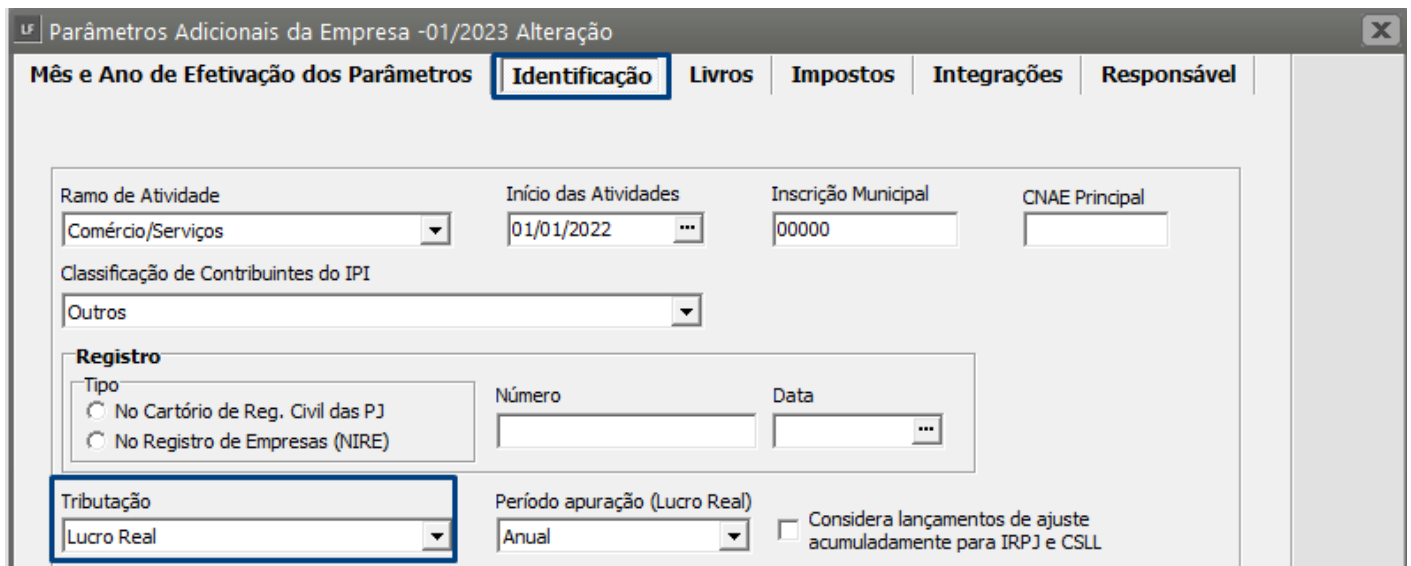 LF Parâmetros Adicionais da Empresa -01/2023 Alteração X
Mês e Ano de Efetivação dos Parâmetros Identificação Livros Impostos Integrações Responsável
Ramo de Atividade Início das Atividades Inscrição Municipal CNAE Principal
Comércio/Serviços 01/01/2022 ... 00000
Classificação de Contribuintes do IPI
Outros
Registro
Tipo
Número Data
No Cartório de Reg. Civil das PJ
...
No Registro de Empresas (NIRE)
Tributação Período apuração (Lucro Real)
Lucro Real Anual
Considera lançamentos de ajuste
acumuladamente para IRPJ e CSLL